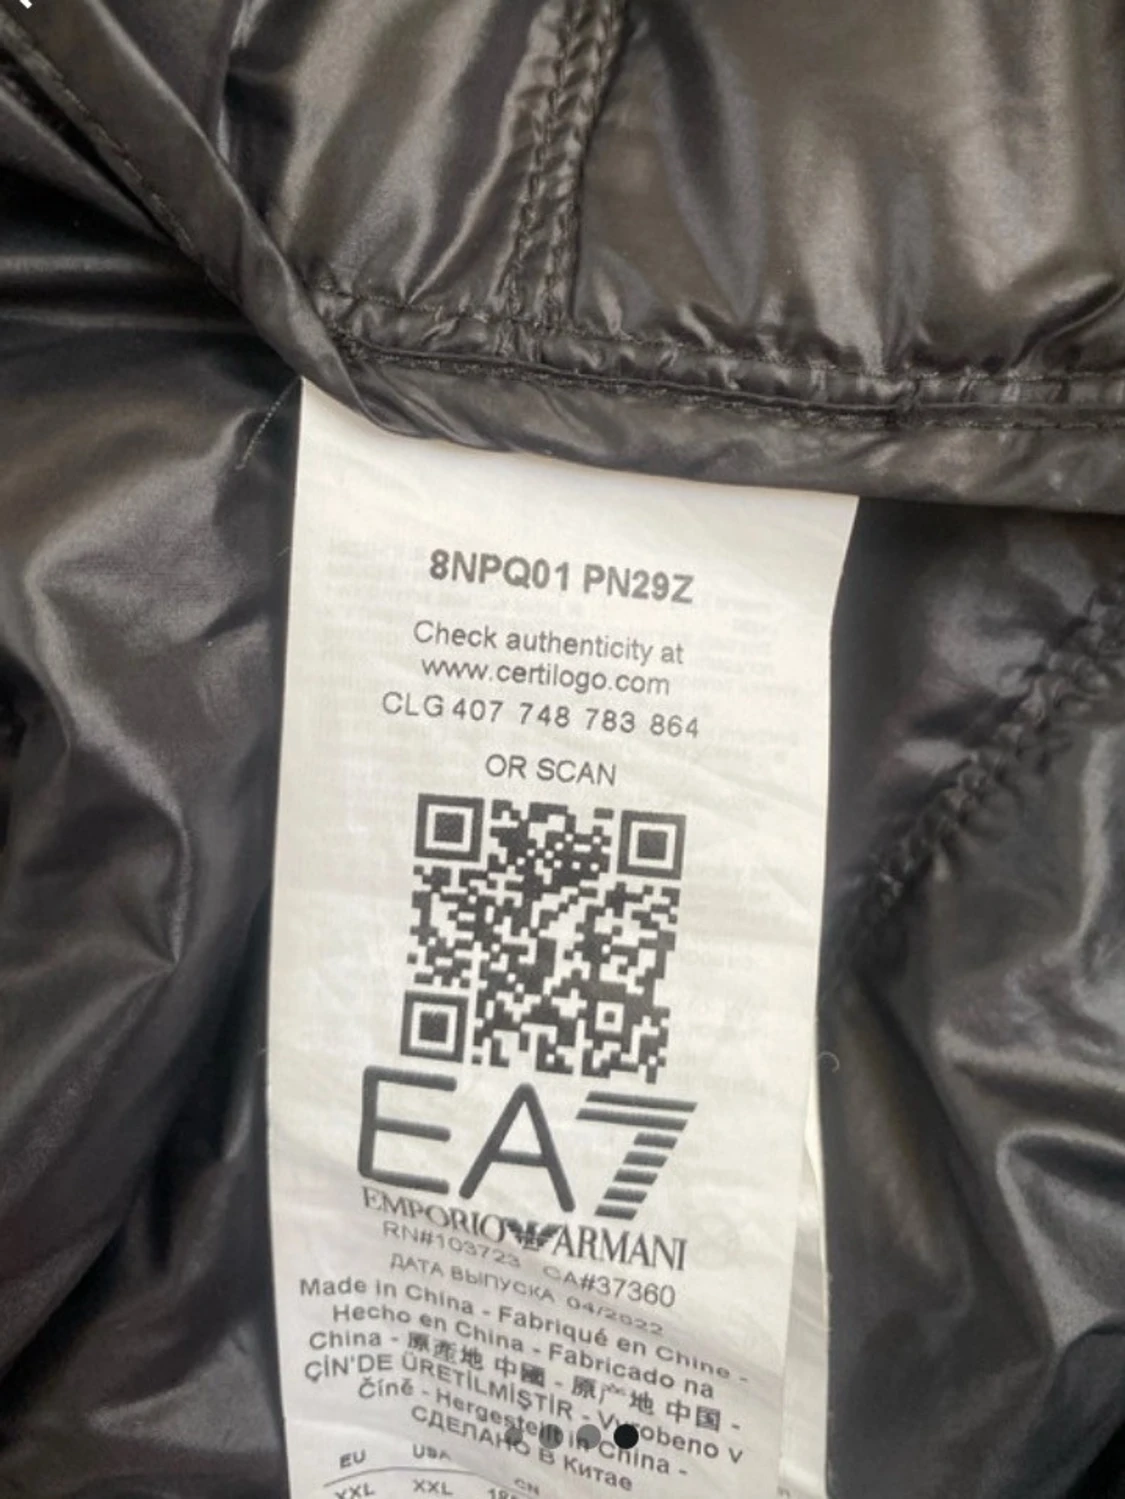 8NPQ01 PN29Z
Check authenticity at
www.certilogo.com
CLG 407 748 783 864
OR SCAN
EA7
EMPORIO ARMANI
RN#103723 CA#37360
ДАТА ВЫПУСКА 04/2022
Made in China - Fabriqué en Chine -
Hecho en China - Fabricado na
China - 原產地 中國 - 原产地 中国 -
ÇİN'DE ÜRETİLMİŞTİR - Vyrobeno v
Číně - Hergestellt in China -
СДЕЛАНО В Китае
EU USA CN
XXL XXL